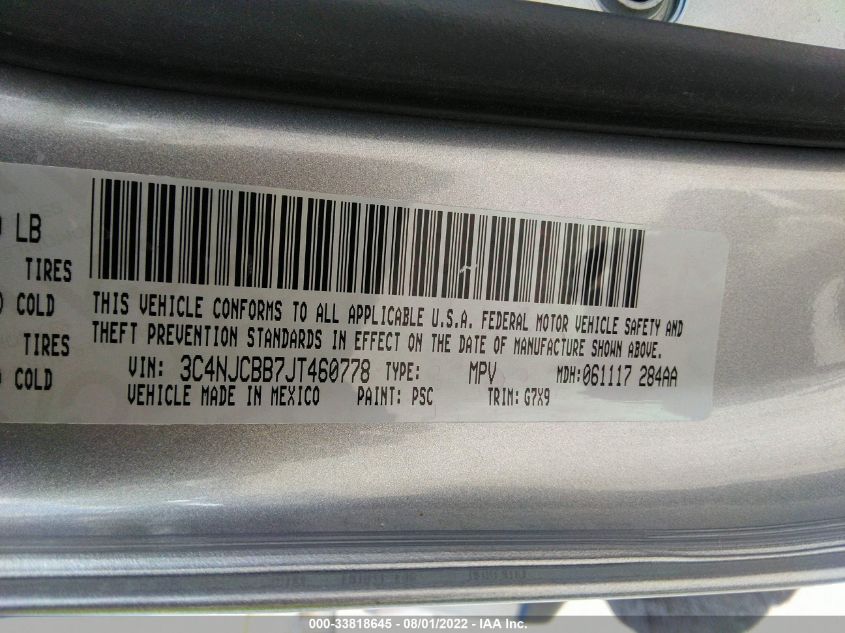 LB
TIRES
COLD
TIRES
COLD
THIS VEHICLE CONFORMS TO ALL APPLICABLE U.S.A. FEDERAL MOTOR VEHICLE SAFETY AND
THEFT PREVENTION STANDARDS IN EFFECT ON THE DATE OF MANUFACTURE SHOWN ABOVE.
VIN: 3C4NJCBB7JT460778 TYPE: MPV MDH:061117 284AA
VEHICLE MADE IN MEXICO PAINT: PSC TRIM: G7X9
000-33818645 - 08/01/2022 - IAA Inc.